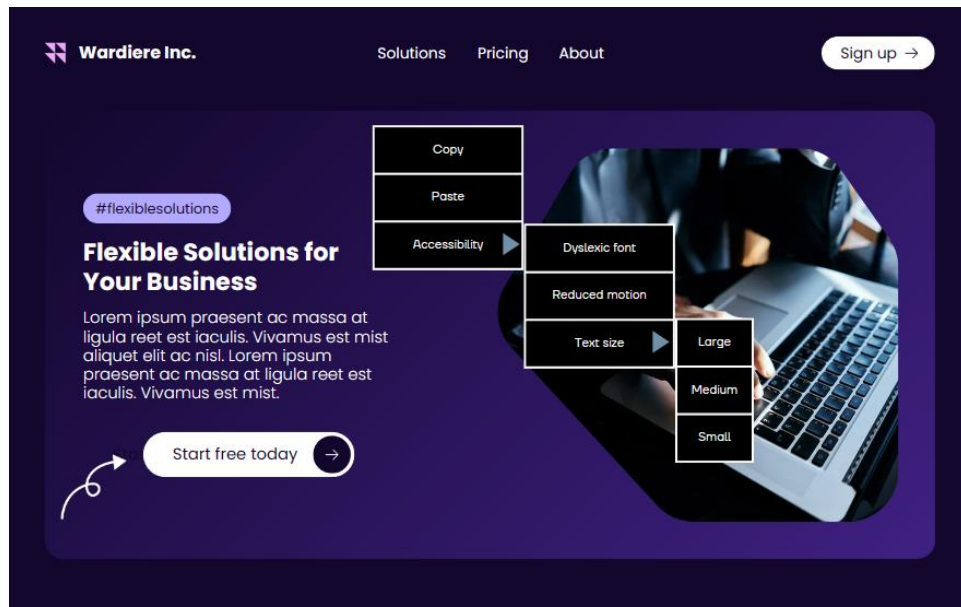 Wardiere Inc.
Solutions
Pricing
About
Sign up →
Copy
Paste
Accessibility
Dyslexic font
Reduced motion
Text size
Large
Medium
Small
#flexiblesolutions
Flexible Solutions for
Your Business
Lorem ipsum praesent ac massa at
ligula reet est iaculis. Vivamus est mist
aliquet elit ac nisl. Lorem ipsum
praesent ac massa at ligula reet est
iaculis. Vivamus est mist.
Start free today →